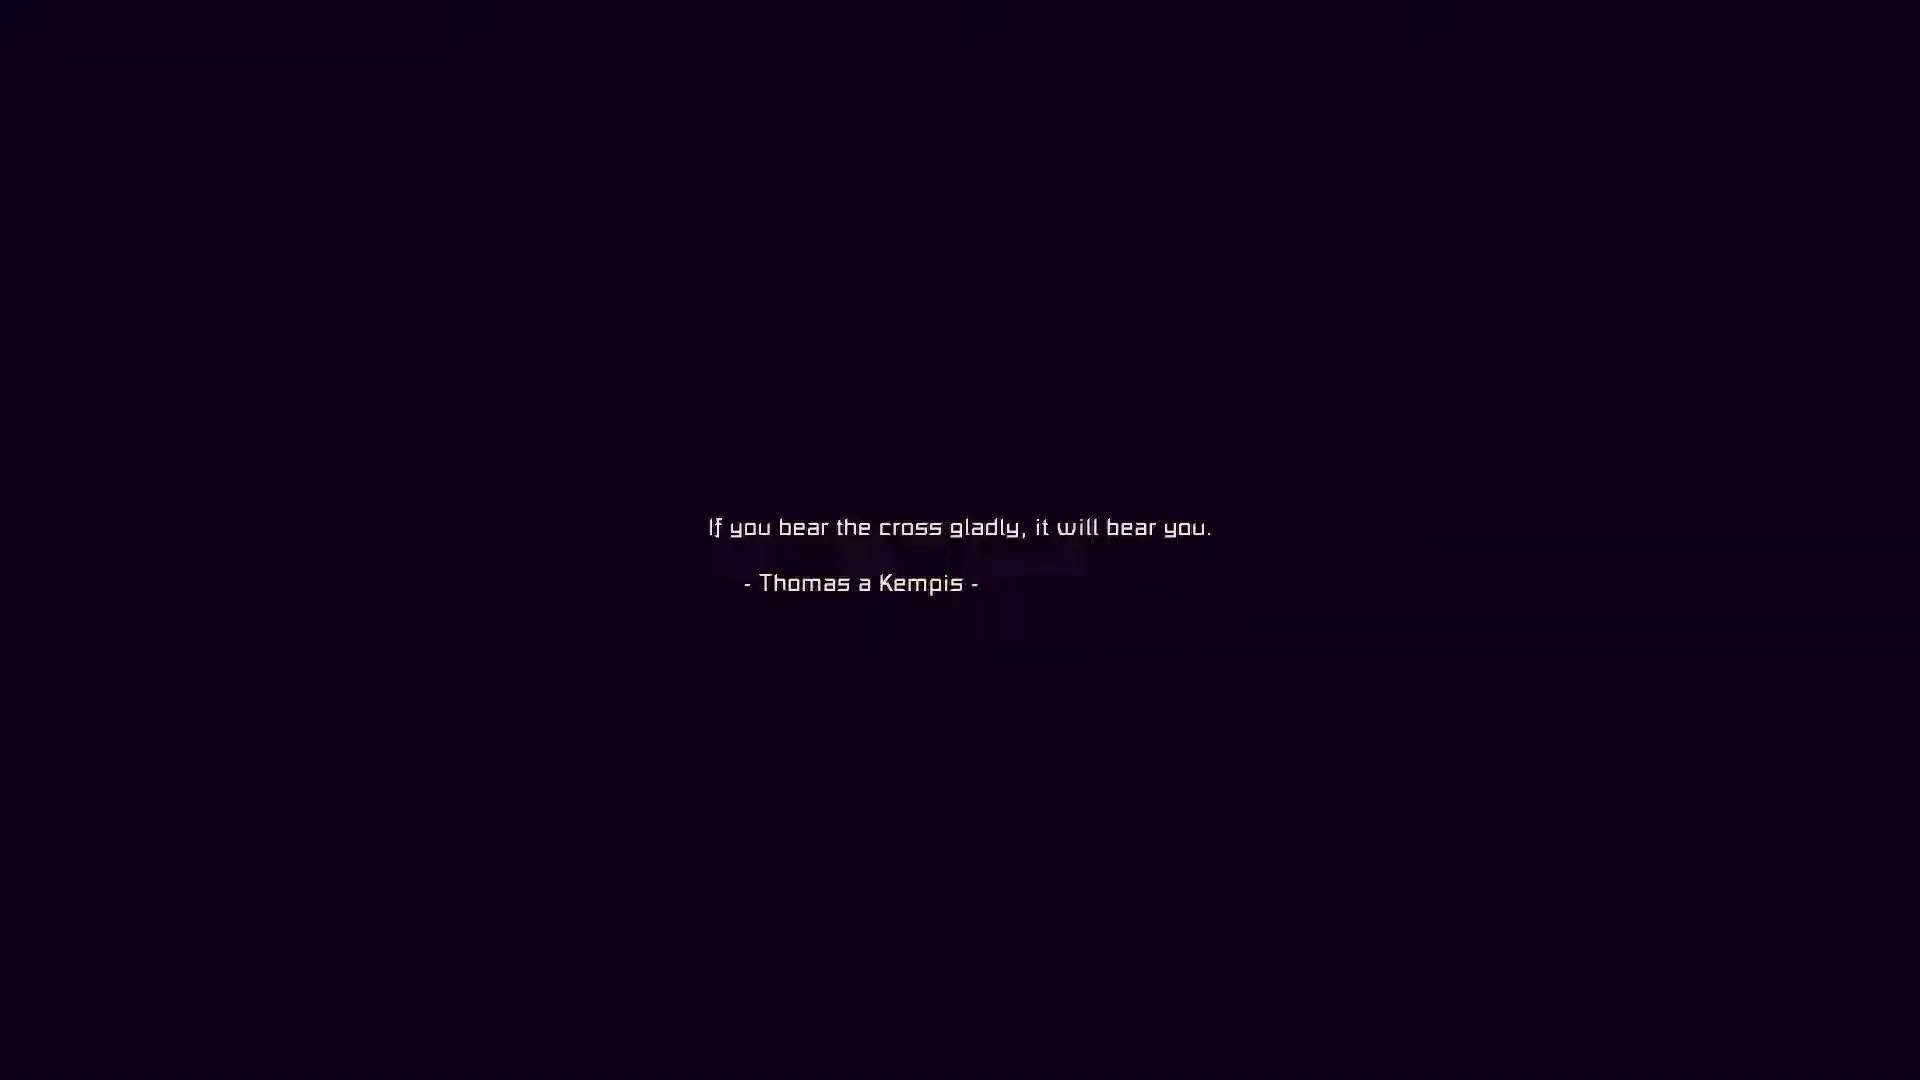 If you bear the cross gladly, it will bear you.
- Thomas a Kempis -